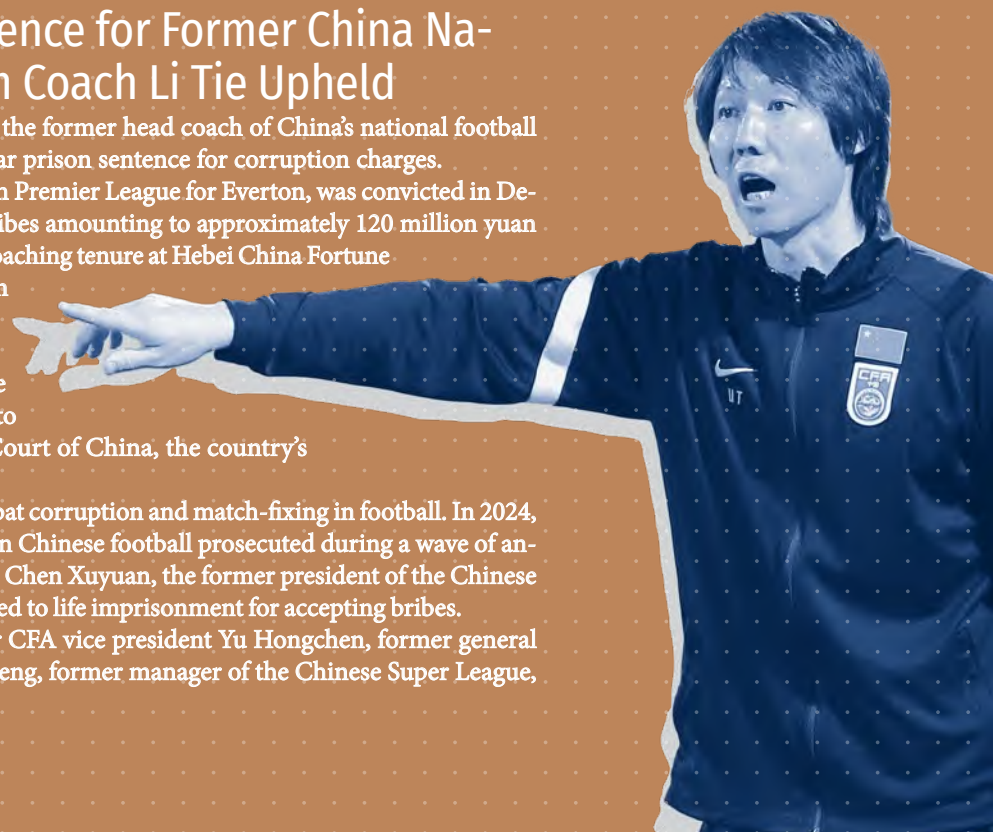 ence for Former China Na-
n Coach Li Tie Upheld
the former head coach of China's national football
ar prison sentence for corruption charges.
n Premier League for Everton, was convicted in De-
ibes amounting to approximately 120 million yuan
oaching tenure at Hebei China Fortune
n
e
to
Court of China, the country's
bat corruption and match-fixing in football. In 2024,
n Chinese football prosecuted during a wave of an-
Chen Xuyuan, the former president of the Chinese
ed to life imprisonment for accepting bribes.
r CFA vice president Yu Hongchen, former general
eng, former manager of the Chinese Super League,
CFA